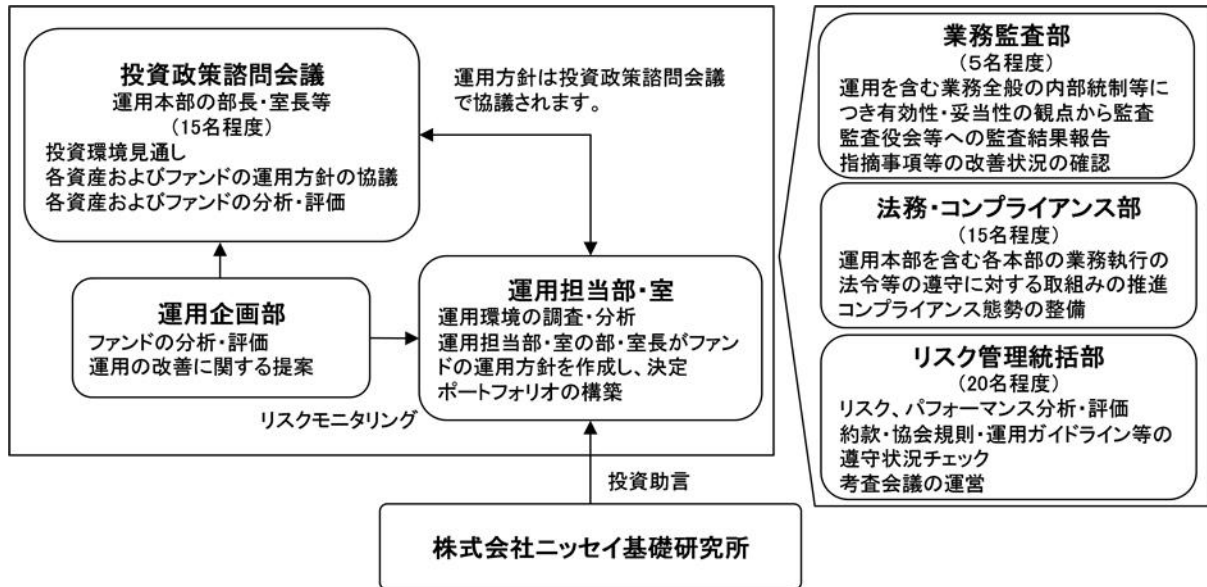 投資政策諮問会議
運用本部の部長・室長等
（15名程度）
投資環境見通し
各資産およびファンドの運用方針の協議
各資産およびファンドの分析・評価
運用方針は投資政策諮問会議
で協議されます。
運用企画部
ファンドの分析・評価
運用の改善に関する提案
リスクモニタリング
運用担当部・室
運用環境の調査・分析
運用担当部・室の部・室長がファン
ドの運用方針を作成し、決定
ポートフォリオの構築
投資助言
株式会社ニッセイ基礎研究所
業務監査部
（5名程度）
運用を含む業務全般の内部統制等に
つき有効性・妥当性の観点から監査
監査役会等への監査結果報告
指摘事項等の改善状況の確認
法務・コンプライアンス部
（15名程度）
運用本部を含む各本部の業務執行の
法令等の遵守に対する取組みの推進
コンプライアンス態勢の整備
リスク管理統括部
（20名程度）
リスク、パフォーマンス分析・評価
約款・協会規則・運用ガイドライン等の
遵守状況チェック
考査会議の運営